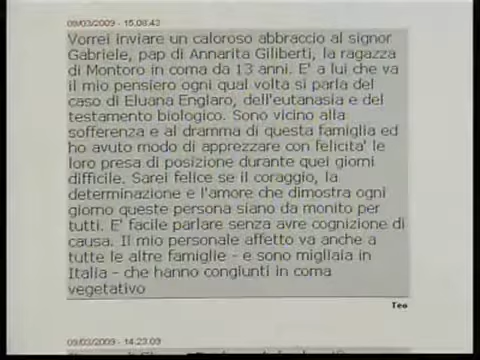 09/03/2009 - 15.08.43
Vorrei inviare un caloroso abbraccio al signor
Gabriele, pap di Annarita Giliberti, la ragazza
di Montoro in coma da 13 anni. E' a lui che va
il mio pensiero ogni qual volta si parla del
caso di Eluana Englaro, dell'eutanasia e del
testamento biologico. Sono vicino alla
sofferenza e al dramma di questa famiglia ed
ho avuto modo di apprezzare con felicita' le
loro presa di posizione durante quei giorni
difficile. Sarei felice se il coraggio, la
determinazione e l'amore che dimostra ogni
giorno queste persona siano da monito per
tutti. E' facile parlare senza avre cognizione di
causa. Il mio personale affetto va anche a
tutte le altre famiglie - e sono migliaia in
Italia - che hanno congiunti in coma
vegetativo
Teo
09/03/2009 - 14.23.09